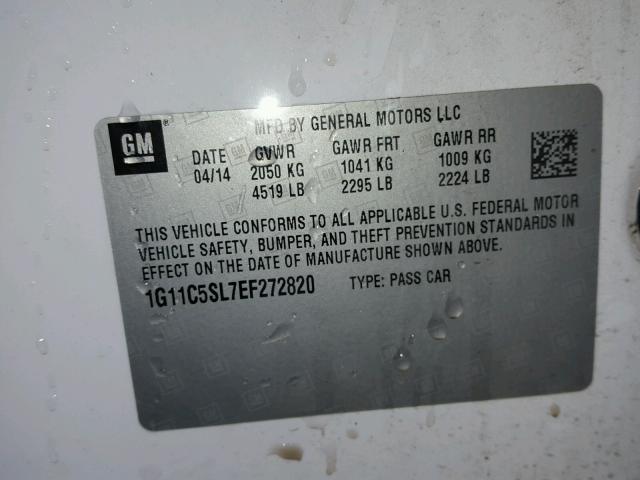 MFD BY GENERAL MOTORS LLC
GM
DATE GVWR GAWR FRT GAWR RR
04/14 2050 KG 1041 KG 1009 KG
4519 LB 2295 LB 2224 LB
THIS VEHICLE CONFORMS TO ALL APPLICABLE U.S. FEDERAL MOTOR
VEHICLE SAFETY, BUMPER, AND THEFT PREVENTION STANDARDS IN
EFFECT ON THE DATE OF MANUFACTURE SHOWN ABOVE.
1G11C5SL7EF272820 TYPE: PASS CAR